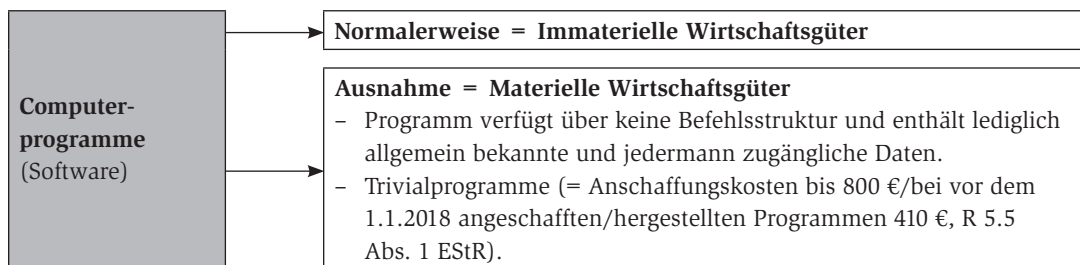 Computer-
programme
(Software)
Normalerweise = Immaterielle Wirtschaftsgüter
Ausnahme = Materielle Wirtschaftsgüter
– Programm verfügt über keine Befehlsstruktur und enthält lediglich
allgemein bekannte und jedermann zugängliche Daten.
– Trivialprogramme (= Anschaffungskosten bis 800 €/bei vor dem
1.1.2018 angeschafften/hergestellten Programmen 410 €, R 5.5
Abs. 1 EStR).